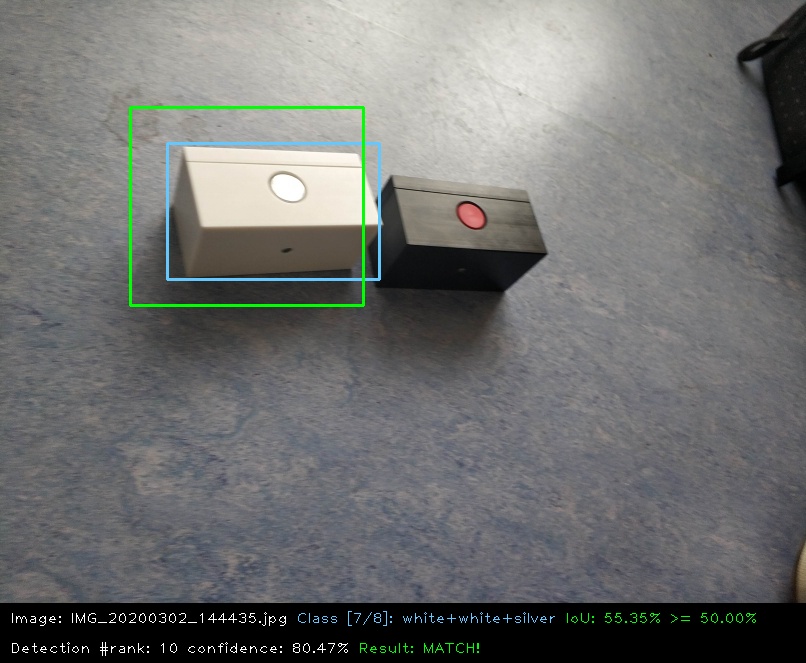 Image: IMG_20200302_144435.jpg Class [7/8]: white+white+silver IoU: 55.35% >= 50.00%
Detection #rank: 10 confidence: 80.47% Result: MATCH!